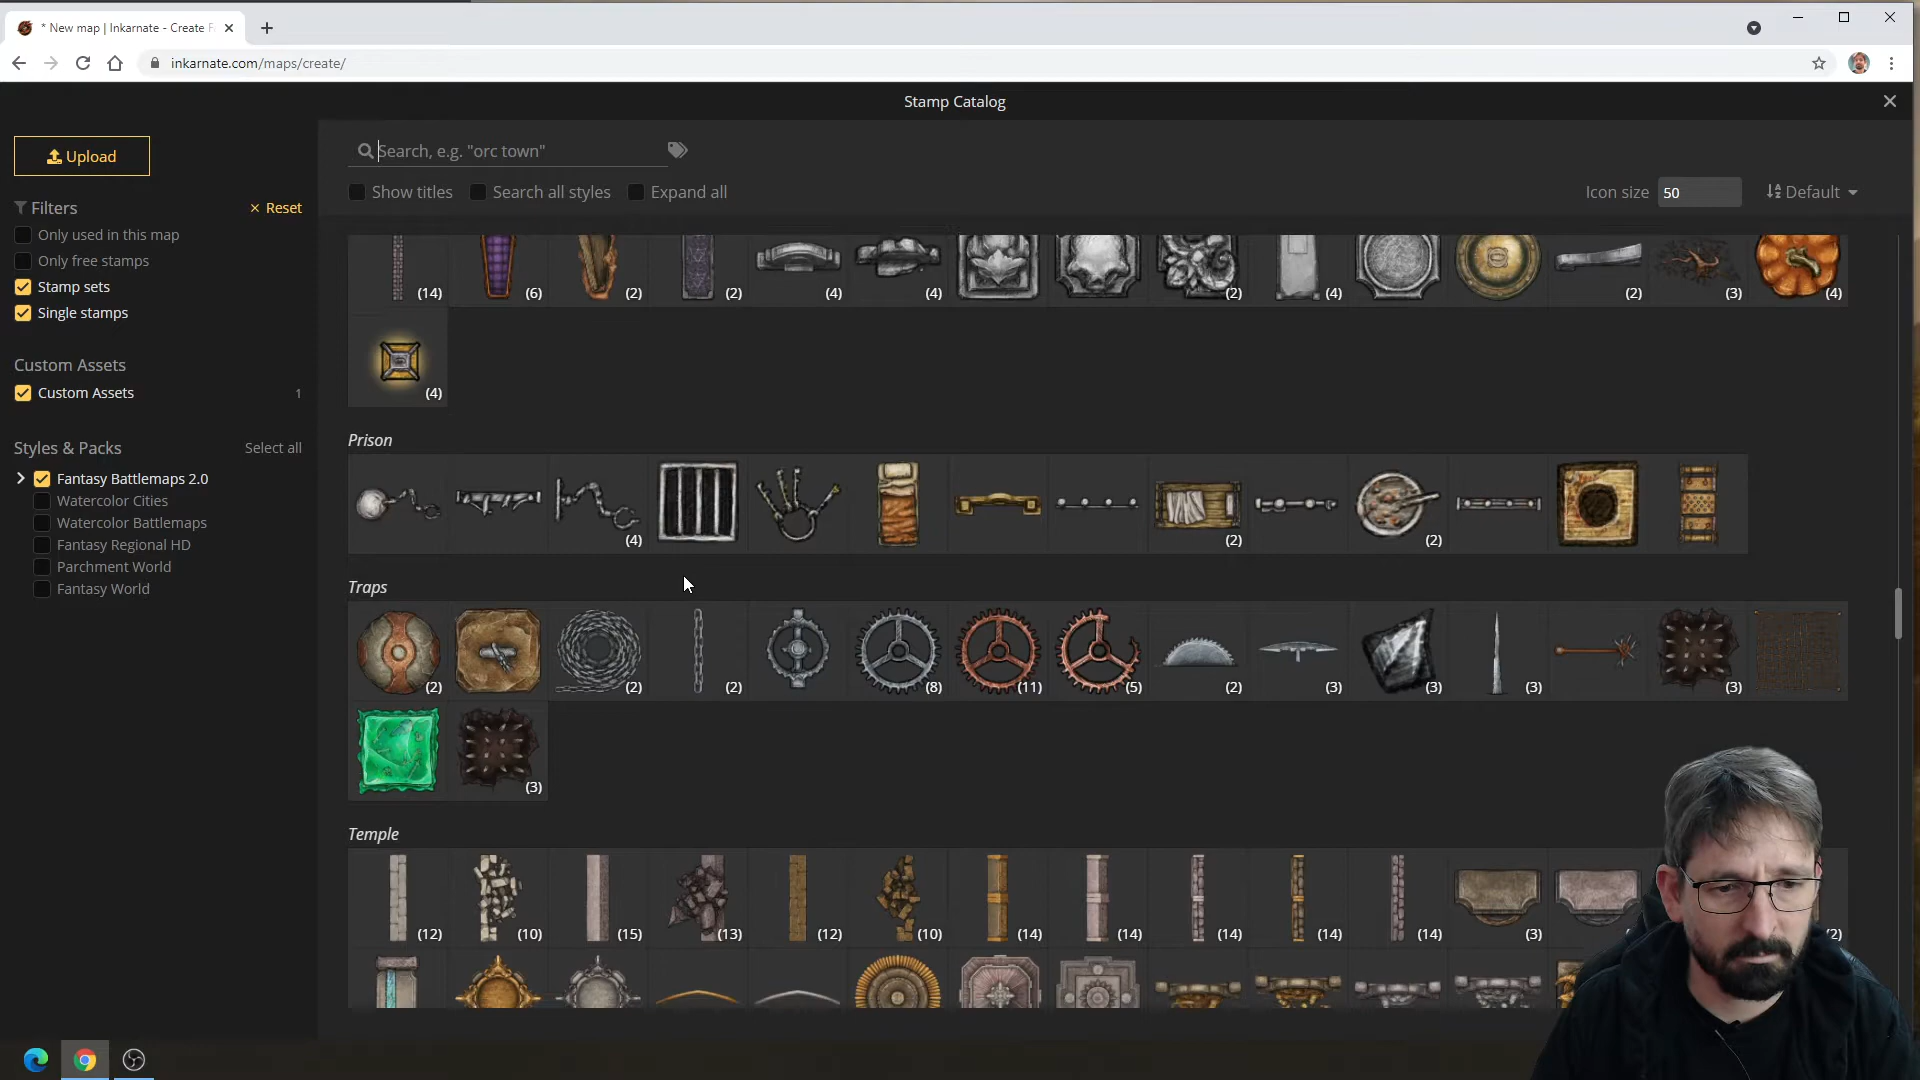 * New map | Inkarnate - Create F
inkarnate.com/maps/create/
Stamp Catalog
Upload
Search, e.g. "orc town"
Show titles
Search all styles
Expand all
Icon size
50
Default
Filters
Reset
Only used in this map
Only free stamps
Stamp sets
Single stamps
Custom Assets
Custom Assets
1
Styles & Packs
Select all
Fantasy Battlemaps 2.0
Watercolor Cities
Watercolor Battlemaps
Fantasy Regional HD
Parchment World
Fantasy World
(14) (6) (2) (2) (4) (4) (2) (4) (2) (3) (4)
(4)
Prison
(4) (2) (2)
Traps
(2) (2) (2) (8) (11) (5) (2) (3) (3) (3) (3)
(3)
Temple
(12) (10) (15) (13) (12) (10) (14) (14) (14) (14) (14) (3) (2)